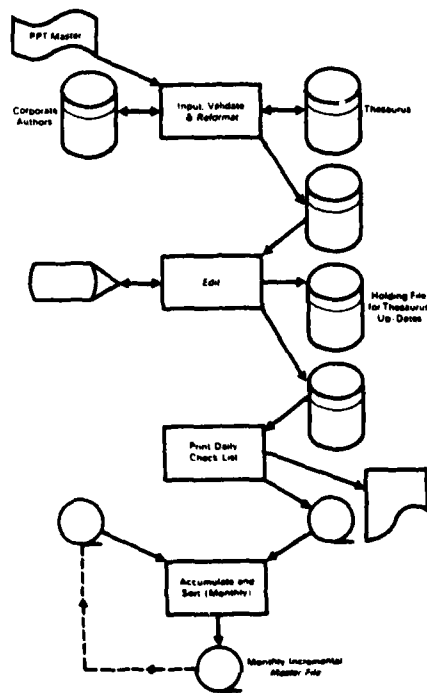 PPT Master
Corporate
Authors
Input, Validate
& Reformat
Thesaurus
Edit
Holding File
for Thesaurus
Up-Dates
Print Daily
Check List
Accumulate and
Sort (Monthly)
Monthly Incremental
Master File